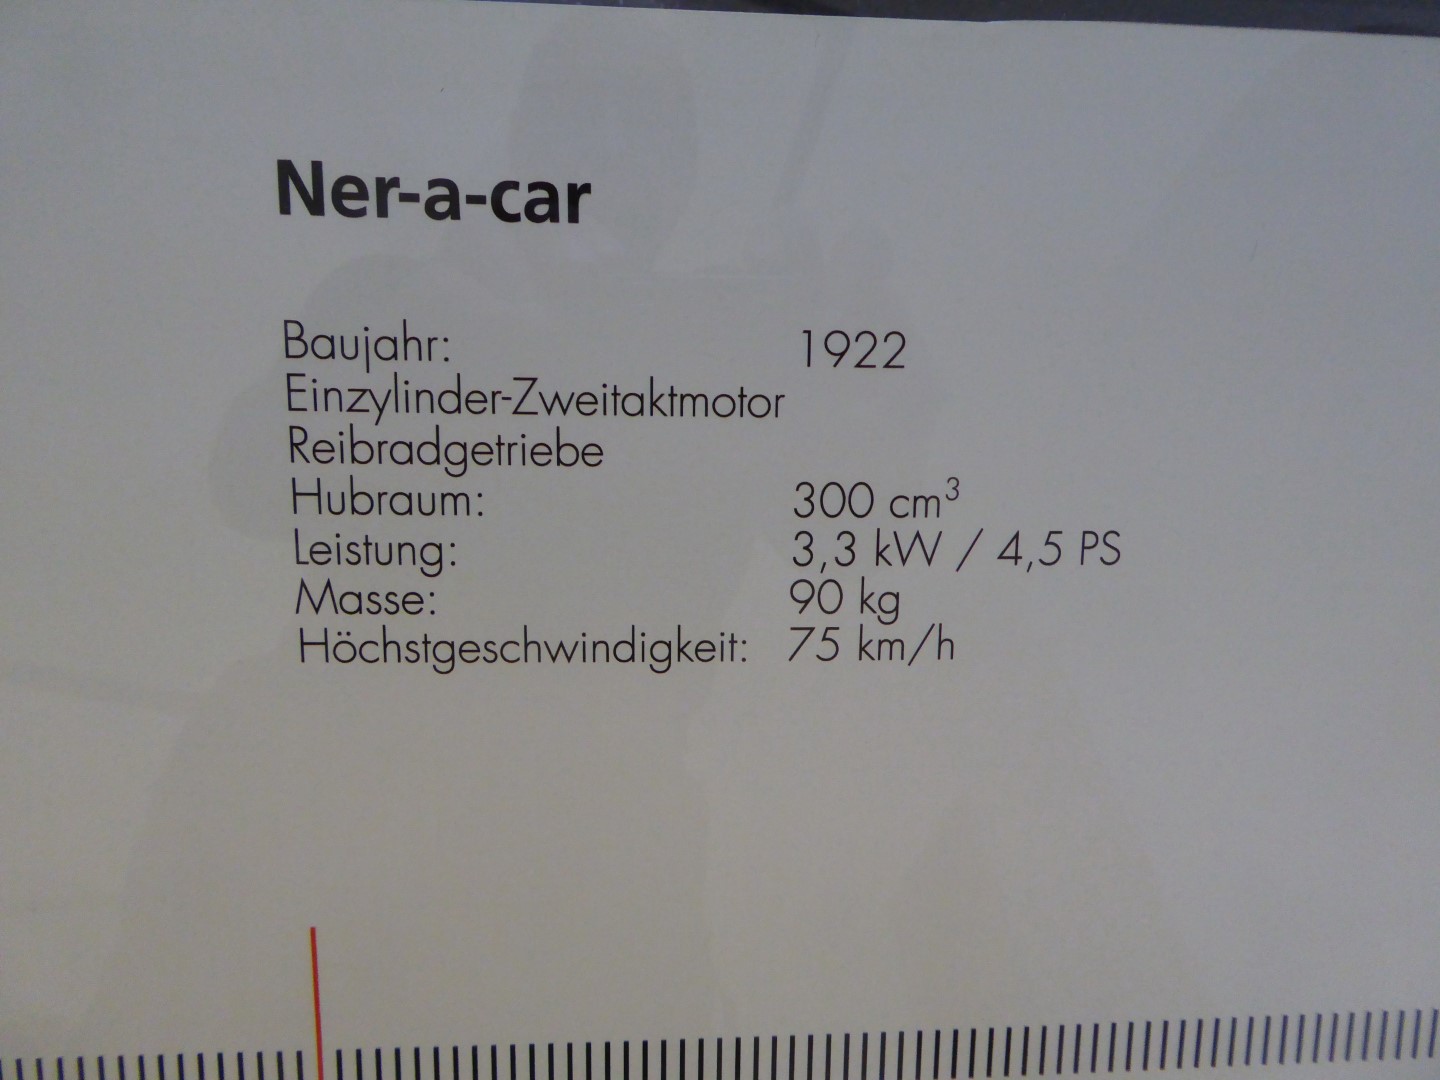 Ner-a-car
Baujahr: 1922
Einzylinder-Zweitaktmotor
Reibradgetriebe
Hubraum: 300 cm³
Leistung: 3,3 kW / 4,5 PS
Masse: 90 kg
Höchstgeschwindigkeit: 75 km/h